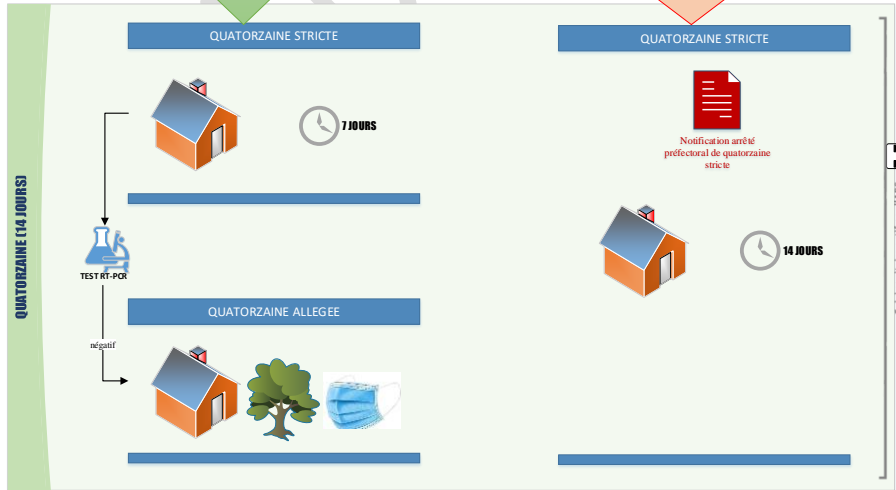 QUATORZAINE (14 JOURS)
QUATORZAINE STRICTE
7 JOURS
TEST RT-PCR
négatif
QUATORZAINE ALLEGEE
QUATORZAINE STRICTE
Notification arrêté
préfectoral de quatorzaine
stricte
14 JOURS